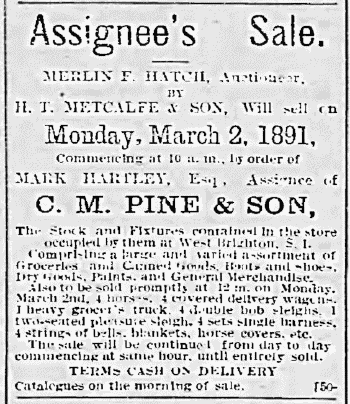 Assignee's Sale.
MERLIN F. HATCH, Auctioneer,
BY
H. T. METCALFE & SON, Will sell on
Monday, March 2, 1891,
Commencing at 10 a. m., by order of
MARK HARTLEY, Esq., Assignee of
C. M. PINE & SON,
The Stock and Fixtures contained in the store
occupied by them at West Brighton, S. I.
Comprising a large and varied assortment of
Groceries and Canned Goods, Boots and shoes,
Dry Goods, Paints, and General Merchandise.
Also to be sold promptly at 12 m. on Monday,
March 2nd, 4 horses, 4 covered delivery wagons,
1 heavy grocer's truck, 4 double bob sleighs, 1
two-seated pleasure sleigh, 4 sets single harness,
4 strings of bells, blankets, horse covers, etc.
The sale will be continued from day to day
commencing at same hour, until entirely sold.
TERMS CASH ON DELIVERY
Catalogues on the morning of sale. 150-